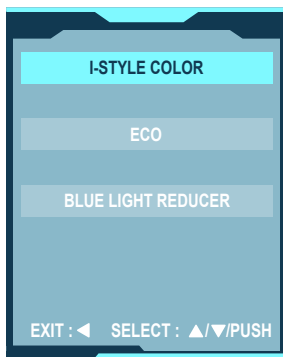 I-STYLE COLOR
ECO
BLUE LIGHT REDUCER
EXIT : ◀ SELECT : ▲/▼/PUSH